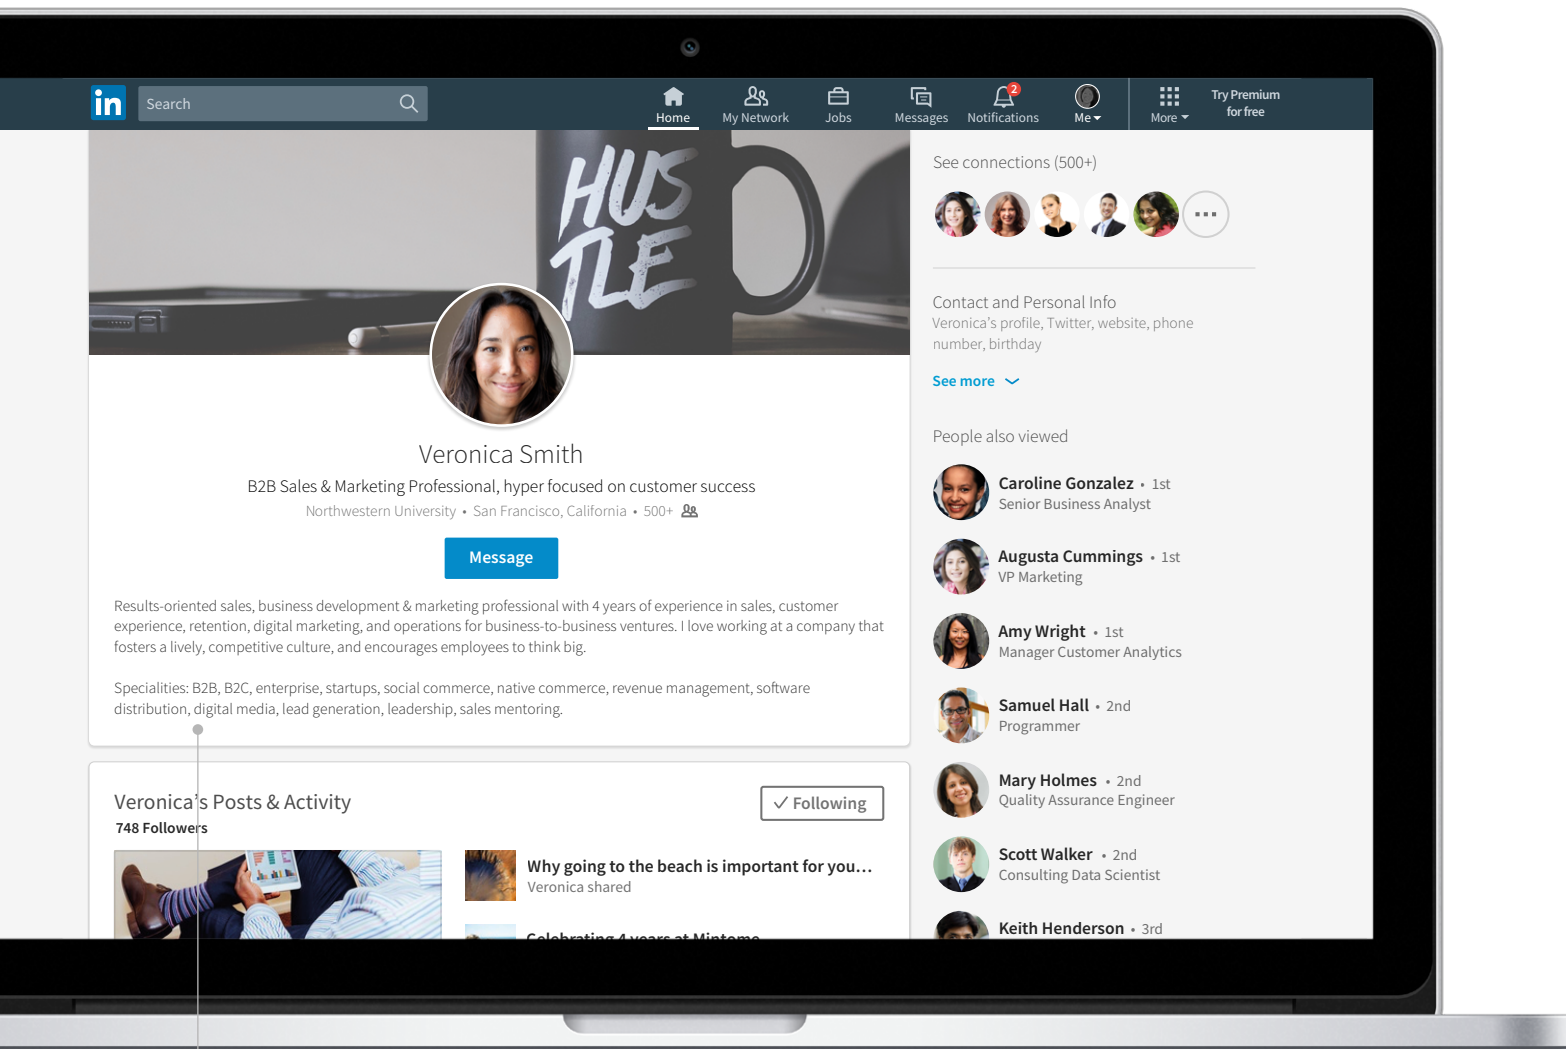 in
Search
Home
My Network
Jobs
Messages
Notifications
2
Me
More
Try Premium
for free
HUS
TLE
Veronica Smith
B2B Sales & Marketing Professional, hyper focused on customer success
Northwestern University • San Francisco, California • 500+
Message
Results-oriented sales, business development & marketing professional with 4 years of experience in sales, customer
experience, retention, digital marketing, and operations for business-to-business ventures. I love working at a company that
fosters a lively, competitive culture, and encourages employees to think big.
Specialities: B2B, B2C, enterprise, startups, social commerce, native commerce, revenue management, software
distribution, digital media, lead generation, leadership, sales mentoring.
Veronica's Posts & Activity
748 Followers
Following
Why going to the beach is important for you...
Veronica shared
Celebrating 4 years at Mintome
See connections (500+)
Contact and Personal Info
Veronica's profile, Twitter, website, phone
number, birthday
See more
People also viewed
Caroline Gonzalez • 1st
Senior Business Analyst
Augusta Cummings • 1st
VP Marketing
Amy Wright • 1st
Manager Customer Analytics
Samuel Hall • 2nd
Programmer
Mary Holmes • 2nd
Quality Assurance Engineer
Scott Walker • 2nd
Consulting Data Scientist
Keith Henderson • 3rd